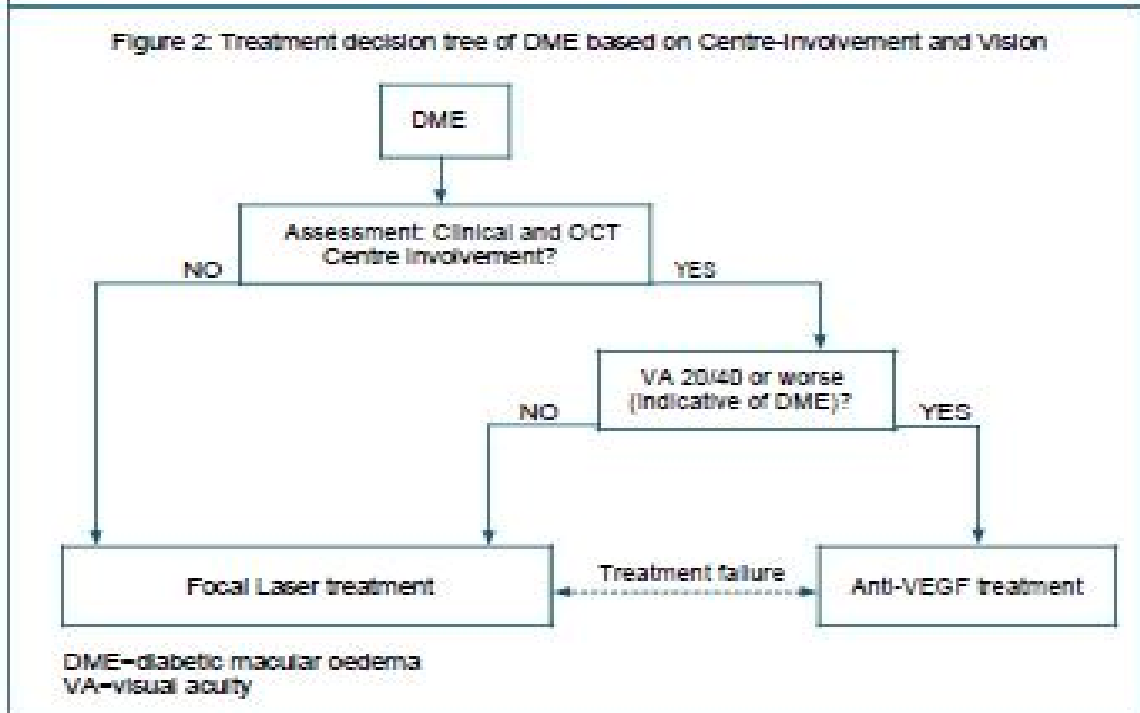 Figure 2: Treatment decision tree of DME based on Centre-Involvement and Vision
DME
Assessment: Clinical and OCT
Centre Involvement?
NO
YES
VA 20/40 or worse
(Indicative of DME)?
NO
YES
Focal Laser treatment
Treatment failure
Anti-VEGF treatment
DME=diabetic macular oedema
VA=visual acuity